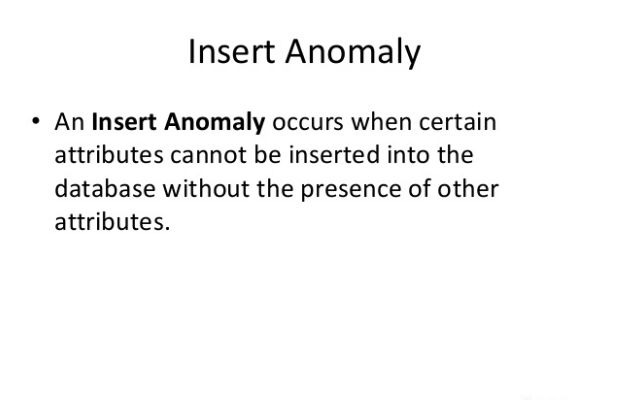 Insert Anomaly
• An Insert Anomaly occurs when certain
attributes cannot be inserted into the
database without the presence of other
attributes.